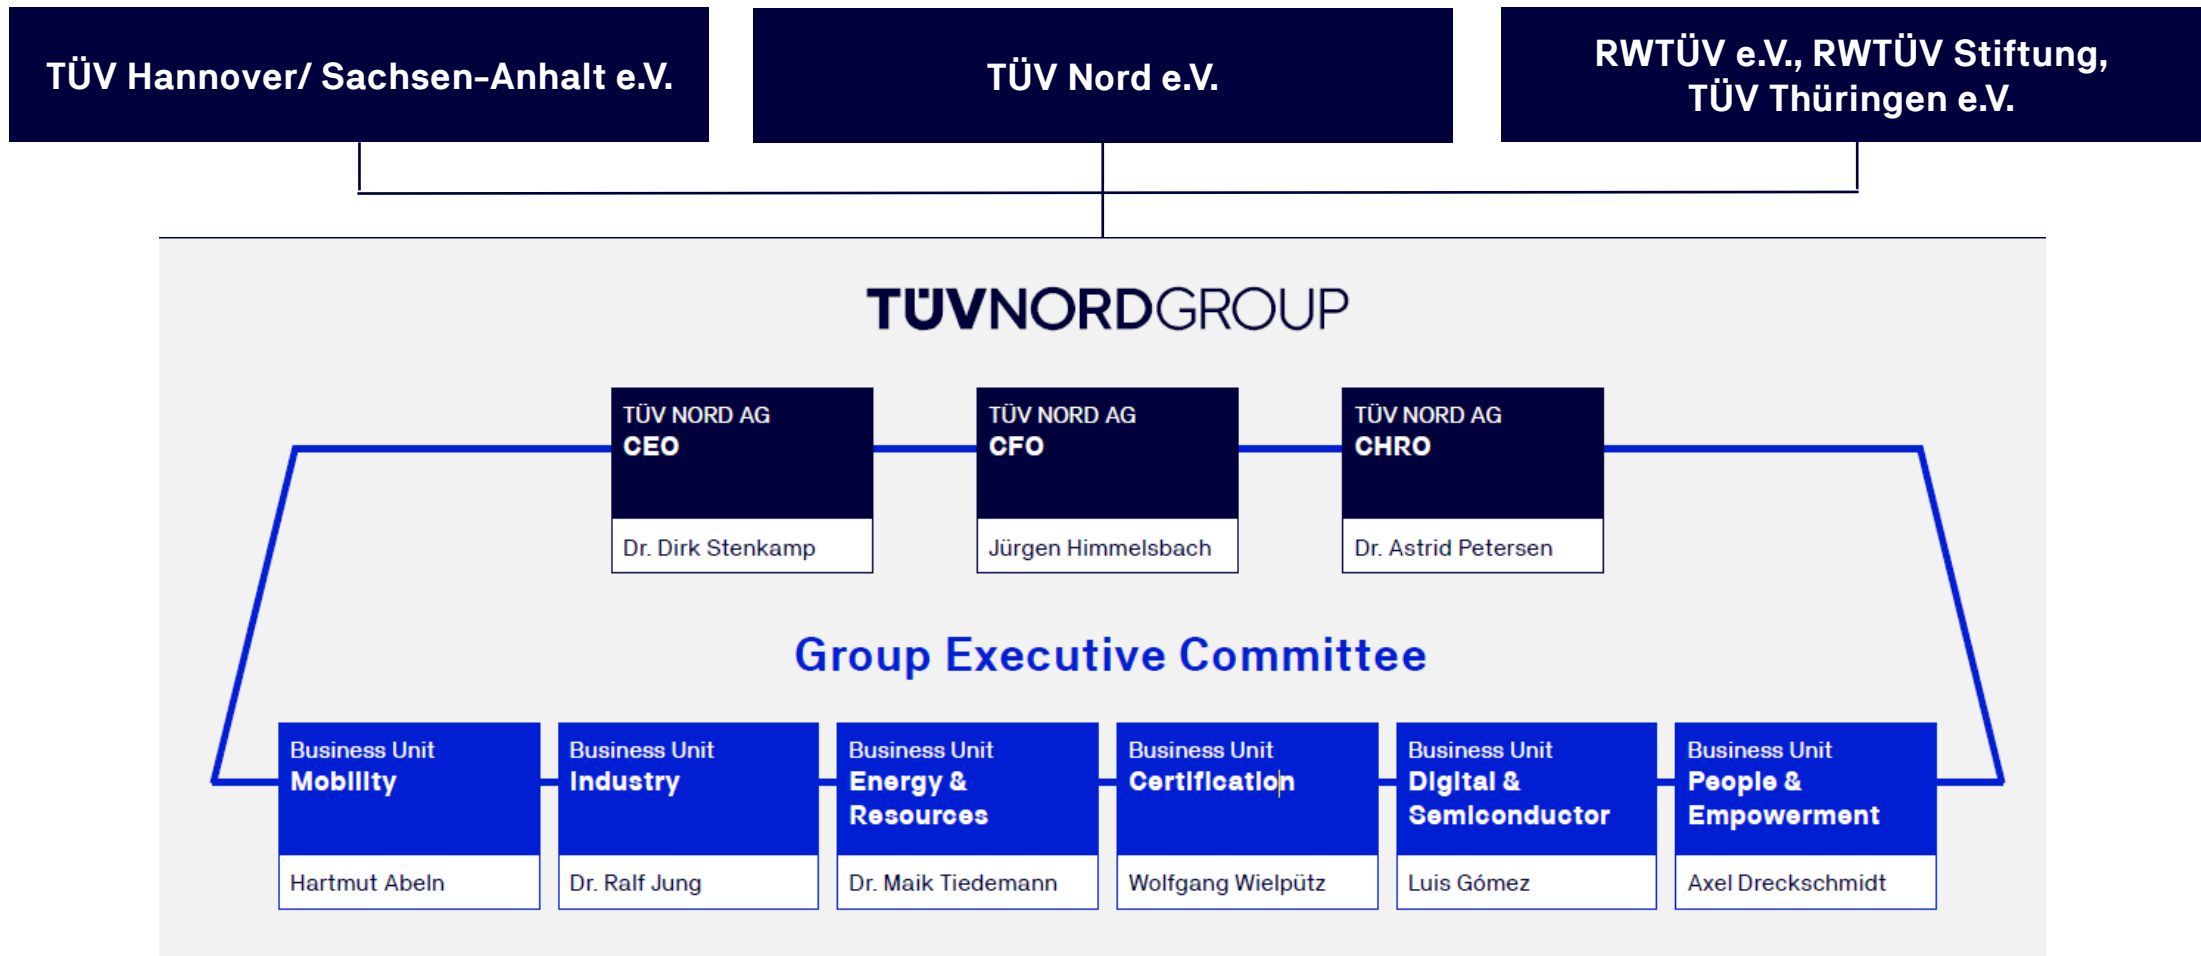 TÜV Hannover/ Sachsen-Anhalt e.V.
TÜV Nord e.V.
RWTÜV e.V., RWTÜV Stiftung,
TÜV Thüringen e.V.
TÜVNORDGROUP
TÜV NORD AG
CEO
Dr. Dirk Stenkamp
TÜV NORD AG
CFO
Jürgen Himmelsbach
TÜV NORD AG
CHRO
Dr. Astrid Petersen
Group Executive Committee
Business Unit
Mobility
Hartmut Abeln
Business Unit
Industry
Dr. Ralf Jung
Business Unit
Energy &
Resources
Dr. Maik Tiedemann
Business Unit
Certification
Wolfgang Wielpütz
Business Unit
Digital &
Semiconductor
Luis Gómez
Business Unit
People &
Empowerment
Axel Dreckschmidt